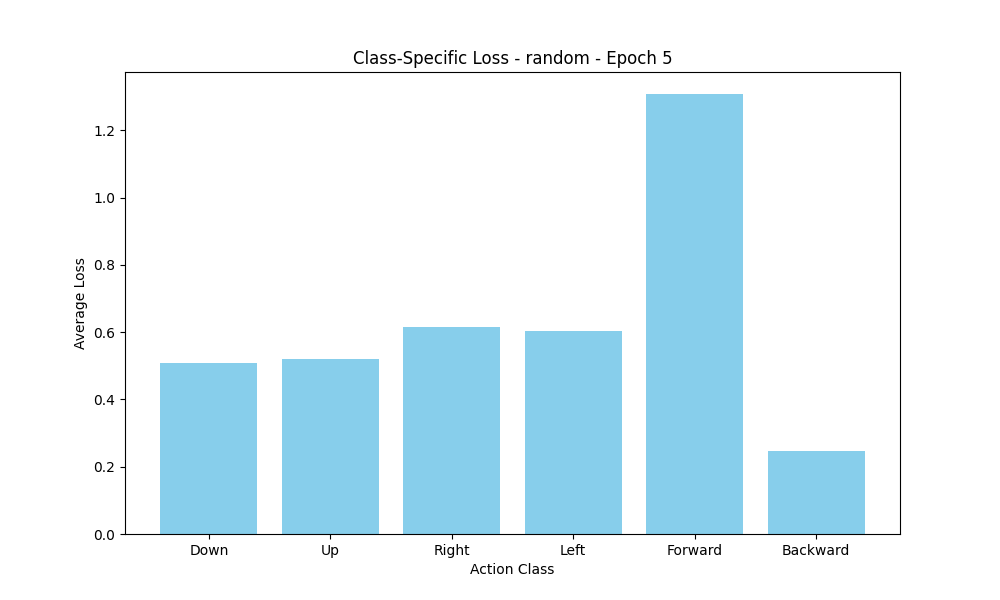 Class-Specific Loss - random - Epoch 5
Average Loss
1.2
1.0
0.8
0.6
0.4
0.2
0.0
Down Up Right Left Forward Backward
Action Class